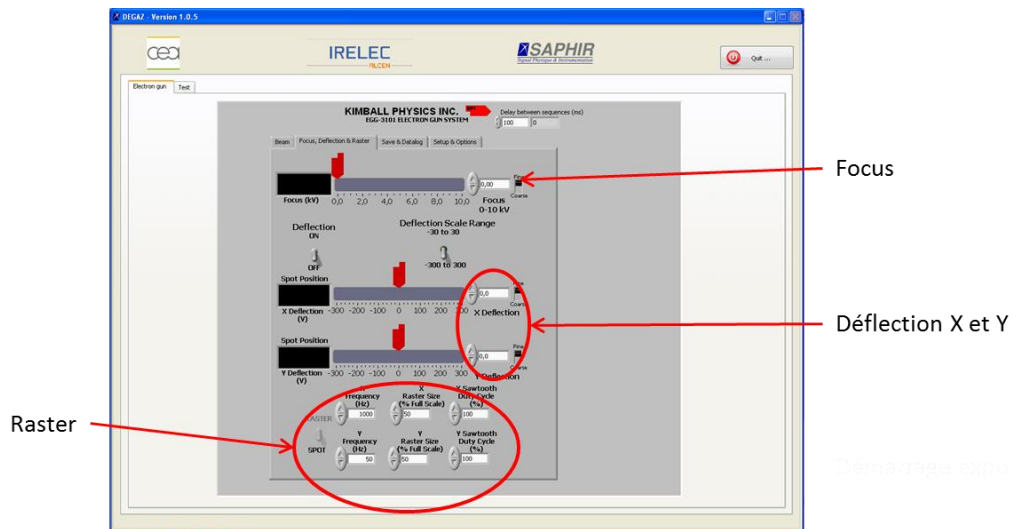 DEGAZ - Version 1.0.5
cea
IRELEC
ALCEN
SAPHIR
Signal Physique & Instrumentation
Quit ...
Electron gun
Test
KIMBALL PHYSICS INC.
EGG-3101 ELECTRON GUN SYSTEM
Delay between sequences (ms)
100
0
Beam
Focus, Deflection & Raster
Save & Datalog
Setup & Options
Focus (kV)
0,0 2,0 4,0 6,0 8,0 10,0
0,00
Fine
Coarse
Focus
0-10 kV
Focus
Deflection
ON
OFF
Deflection Scale Range
-30 to 30
-300 to 300
Spot Position
X Deflection
(V)
-300 -200 -100 0 100 200 300
0,0
Fine
Coarse
X Deflection
Déflection X et Y
Spot Position
Y Deflection
(V)
-300 -200 -100 0 100 200 300
0,0
Fine
Coarse
Y Deflection
Raster
RASTER
SPOT
X
Frequency
(Hz)
1000
X
Raster Size
(% Full Scale)
50
X Sawtooth
Duty Cycle
(%)
100
Y
Frequency
(Hz)
50
Y
Raster Size
(% Full Scale)
50
Y Sawtooth
Duty Cycle
(%)
100
Démarrage expo